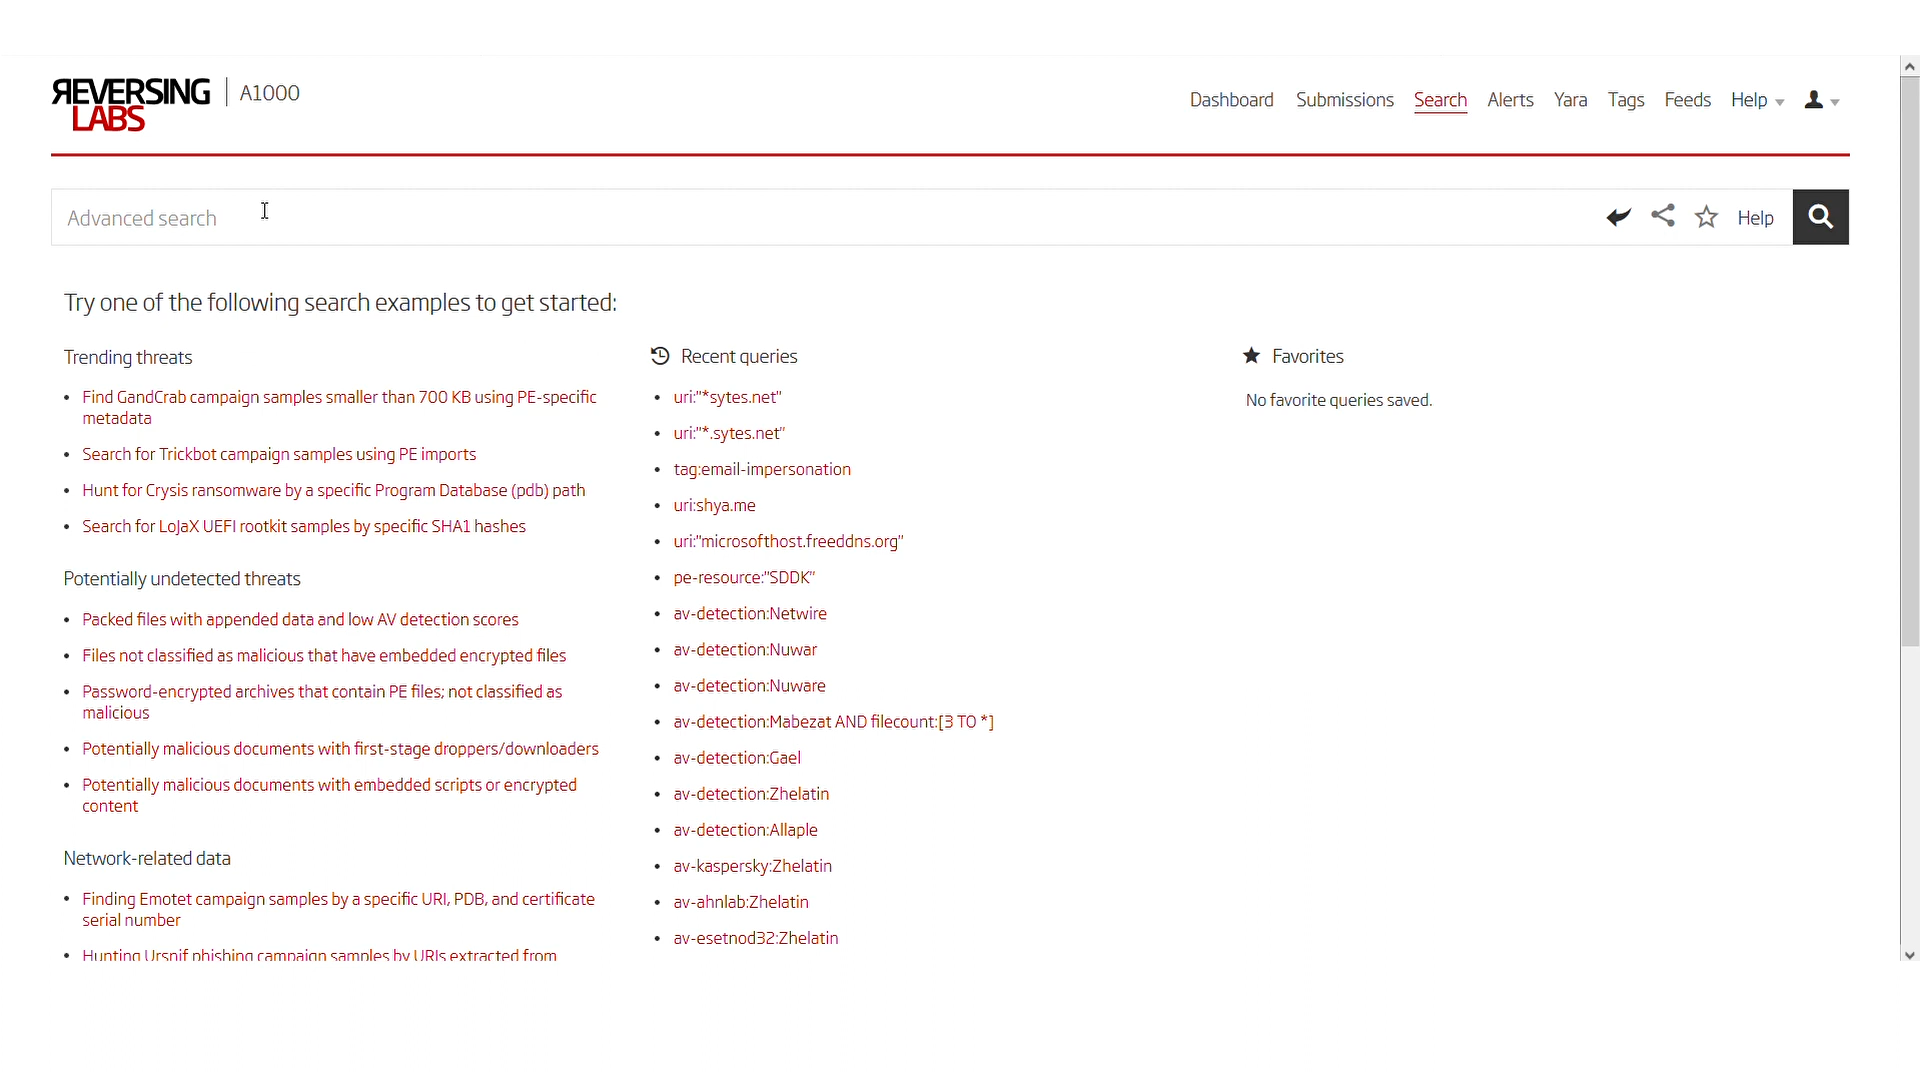 REVERSING
LABS
A1000
Dashboard Submissions Search Alerts Yara Tags Feeds Help
Advanced search
Help
Try one of the following search examples to get started:
Trending threats
• Find GandCrab campaign samples smaller than 700 KB using PE-specific
metadata
• Search for Trickbot campaign samples using PE imports
• Hunt for Crysis ransomware by a specific Program Database (pdb) path
• Search for LoJaX UEFI rootkit samples by specific SHA1 hashes
Potentially undetected threats
• Packed files with appended data and low AV detection scores
• Files not classified as malicious that have embedded encrypted files
• Password-encrypted archives that contain PE files; not classified as
malicious
• Potentially malicious documents with first-stage droppers/downloaders
• Potentially malicious documents with embedded scripts or encrypted
content
Network-related data
• Finding Emotet campaign samples by a specific URI, PDB, and certificate
serial number
• Hunting Ursnif phishing campaign samples by URIs extracted from
Recent queries
• uri:"*sytes.net"
• uri:"*.sytes.net"
• tag:email-impersonation
• uri:shya.me
• uri:"microsofthost.freeddns.org"
• pe-resource:"SDDK"
• av-detection:Netwire
• av-detection:Nuwar
• av-detection:Nuware
• av-detection:Mabezat AND filecount:[3 TO *]
• av-detection:Gael
• av-detection:Zhelatin
• av-detection:Allaple
• av-kaspersky:Zhelatin
• av-ahnlab:Zhelatin
• av-esetnod32:Zhelatin
Favorites
No favorite queries saved.